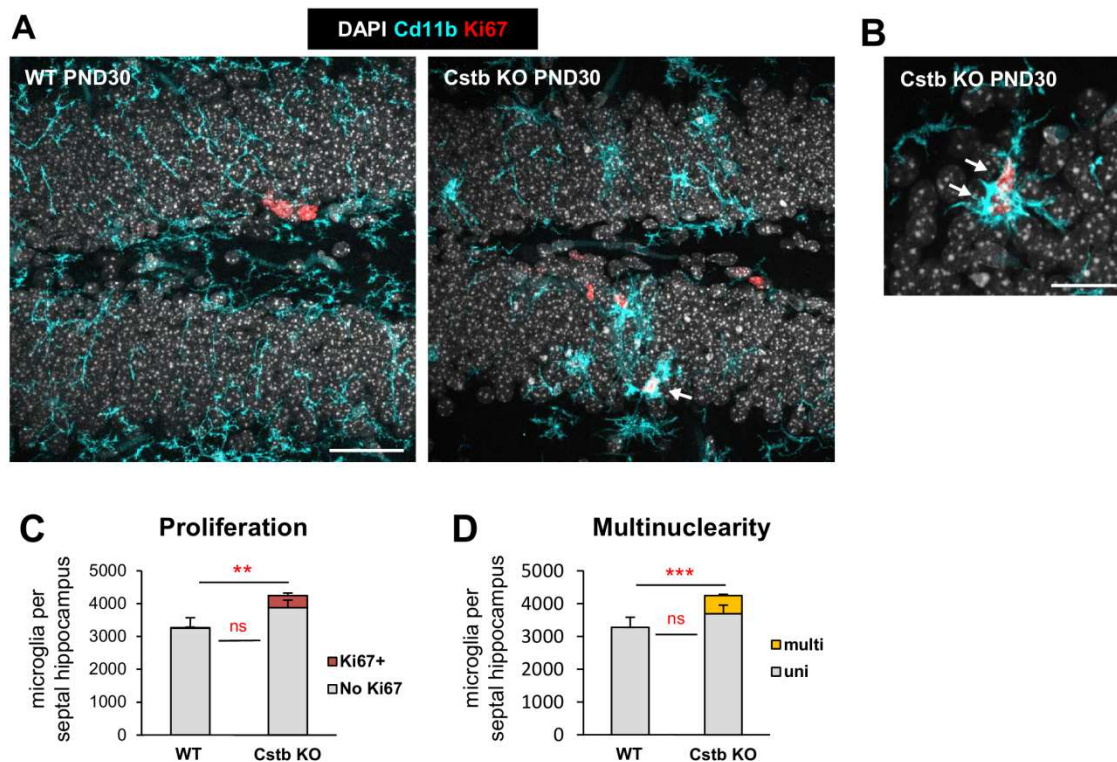 A
DAPI Cd11b Ki67
B
WT PND30
Cstb KO PND30
Cstb KO PND30
C
Proliferation
microglia per
septal hippocampus
5000
4000
3000
2000
1000
0
**
ns
Ki67+
No Ki67
WT
Cstb KO
D
Multinuclearity
microglia per
septal hippocampus
5000
4000
3000
2000
1000
0
***
ns
multi
uni
WT
Cstb KO